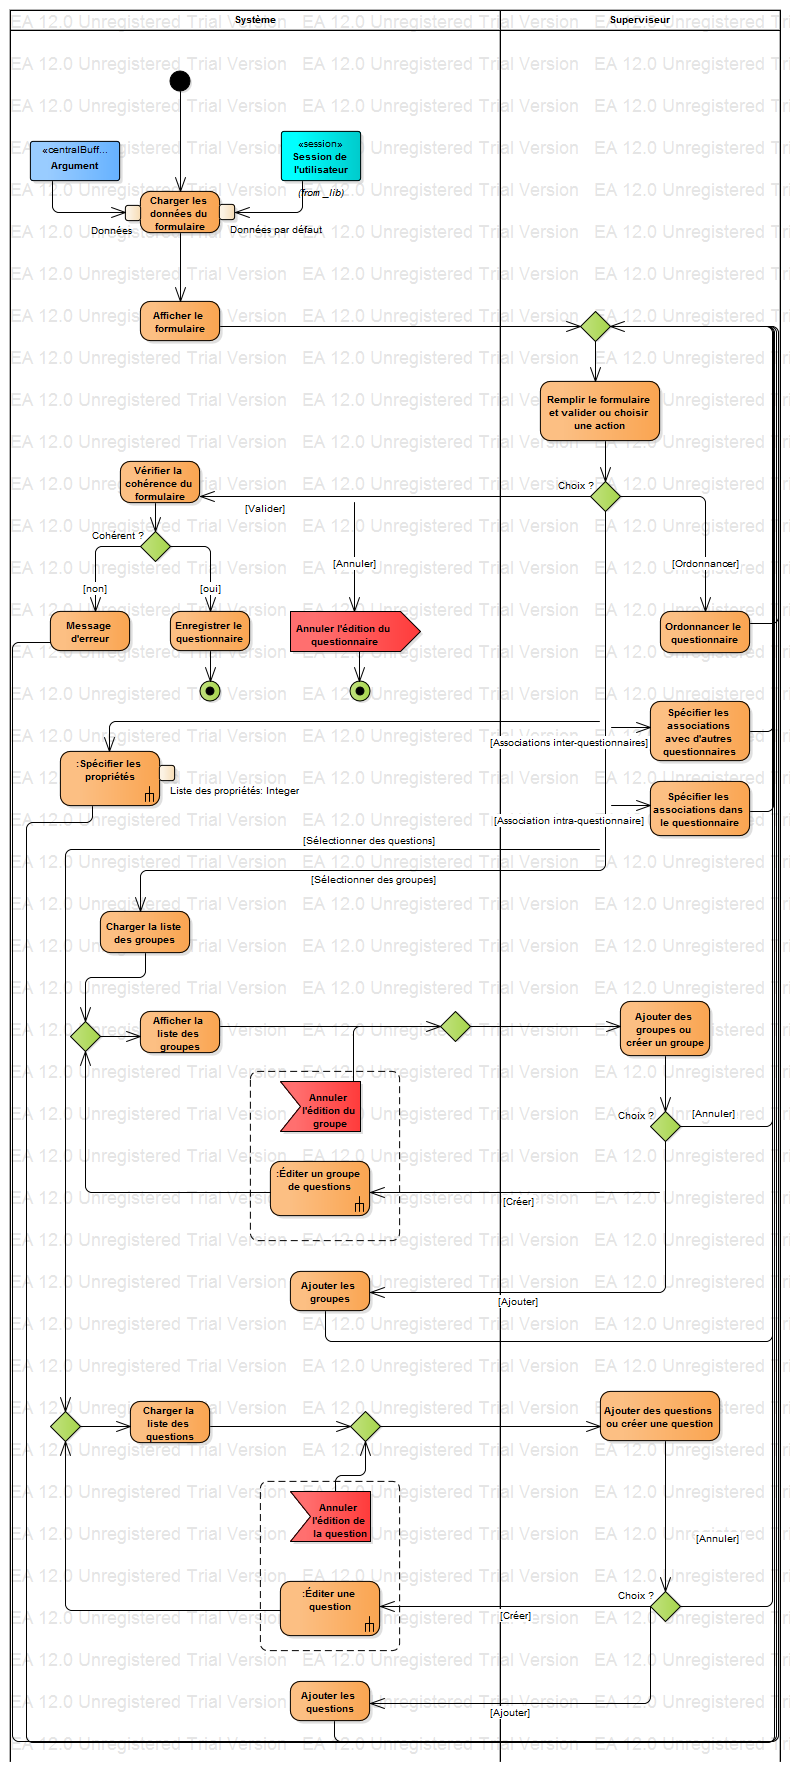 Système
Superviseur
«centralBuff...
Argument
«session»
Session de
l'utilisateur
(from _lib)
Charger les
données du
formulaire
Données
Données par défaut
Afficher le
formulaire
Remplir le formulaire
et valider ou choisir
une action
Vérifier la
cohérence du
formulaire
Choix ?
[Valider]
Cohérent ?
[Annuler]
[Ordonnancer]
[non]
[oui]
Message
d'erreur
Enregistrer le
questionnaire
Annuler l'édition du
questionnaire
Ordonnancer le
questionnaire
Spécifier les
associations
avec d'autres
questionnaires
[Associations inter-questionnaires]
:Spécifier les
propriétés
Liste des propriétés: Integer
Spécifier les
associations dans
le questionnaire
[Association intra-questionnaire]
[Sélectionner des questions]
[Sélectionner des groupes]
Charger la liste
des groupes
Afficher la
liste des
groupes
Ajouter des
groupes ou
créer un groupe
Annuler
l'édition du
groupe
Choix ?
[Annuler]
:Éditer un groupe
de questions
[Créer]
Ajouter les
groupes
[Ajouter]
Charger la
liste des
questions
Ajouter des questions
ou créer une question
Annuler
l'édition de
la question
[Annuler]
:Éditer une
question
Choix ?
[Créer]
Ajouter les
questions
[Ajouter]
EA 12.0 Unregistered Trial Version